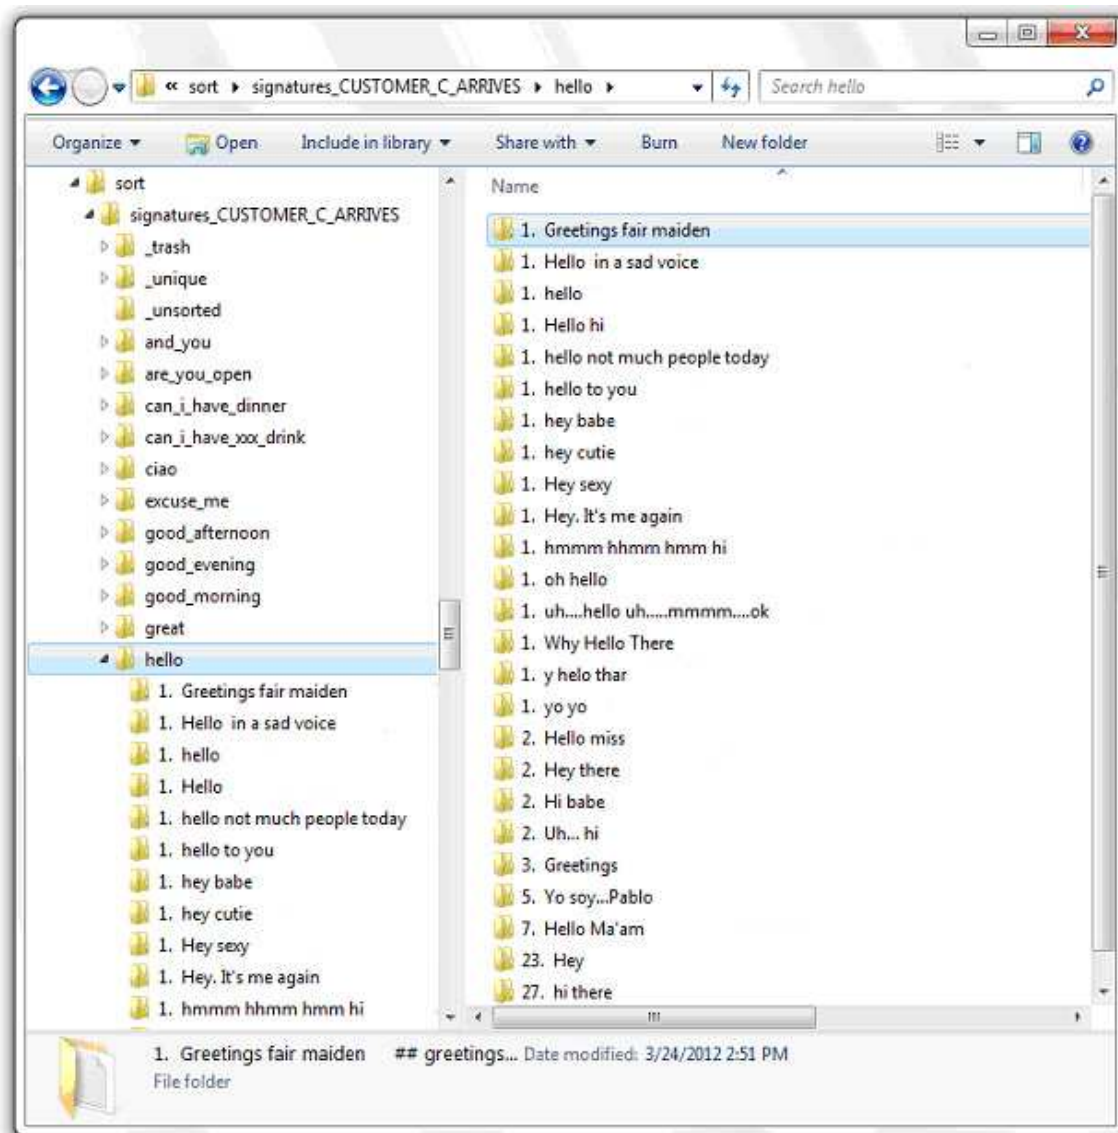 « sort ▸ signatures_CUSTOMER_C_ARRIVES ▸ hello ▸
Search hello
Organize Open Include in library Share with Burn New folder
sort
signatures_CUSTOMER_C_ARRIVES
_trash
_unique
_unsorted
and_you
are_you_open
can_i_have_dinner
can_i_have_xxx_drink
ciao
excuse_me
good_afternoon
good_evening
good_morning
great
hello
1. Greetings fair maiden
1. Hello in a sad voice
1. hello
1. Hello
1. hello not much people today
1. hello to you
1. hey babe
1. hey cutie
1. Hey sexy
1. Hey. It's me again
1. hmmm hhmm hmm hi
Name
1. Greetings fair maiden
1. Hello in a sad voice
1. hello
1. Hello hi
1. hello not much people today
1. hello to you
1. hey babe
1. hey cutie
1. Hey sexy
1. Hey. It's me again
1. hmmm hhmm hmm hi
1. oh hello
1. uh....hello uh.....mmmm....ok
1. Why Hello There
1. y helo thar
1. yo yo
2. Hello miss
2. Hey there
2. Hi babe
2. Uh... hi
3. Greetings
5. Yo soy...Pablo
7. Hello Ma'am
23. Hey
27. hi there
1. Greetings fair maiden ## greetings... Date modified: 3/24/2012 2:51 PM
File folder